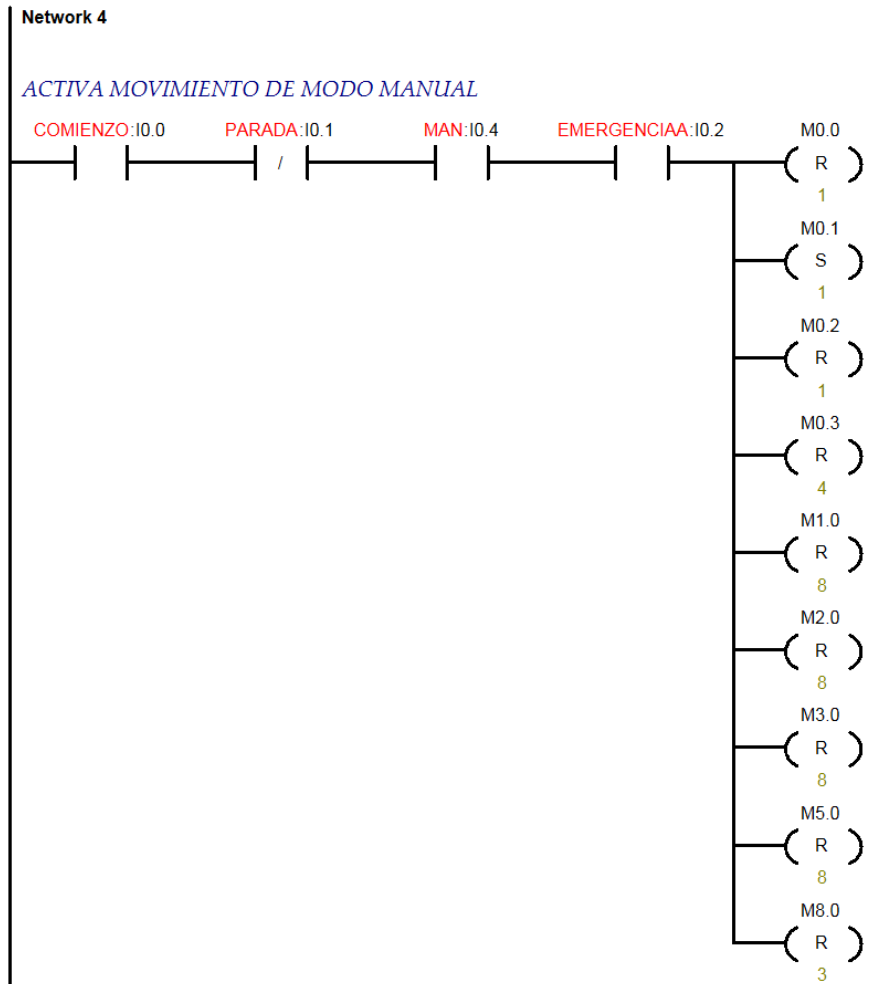 Network 4
ACTIVA MOVIMIENTO DE MODO MANUAL
COMIENZO:I0.0 PARADA:I0.1 MAN:I0.4 EMERGENCIAA:I0.2 M0.0
/ R
1
M0.1
S
1
M0.2
R
1
M0.3
R
4
M1.0
R
8
M2.0
R
8
M3.0
R
8
M5.0
R
8
M8.0
R
3